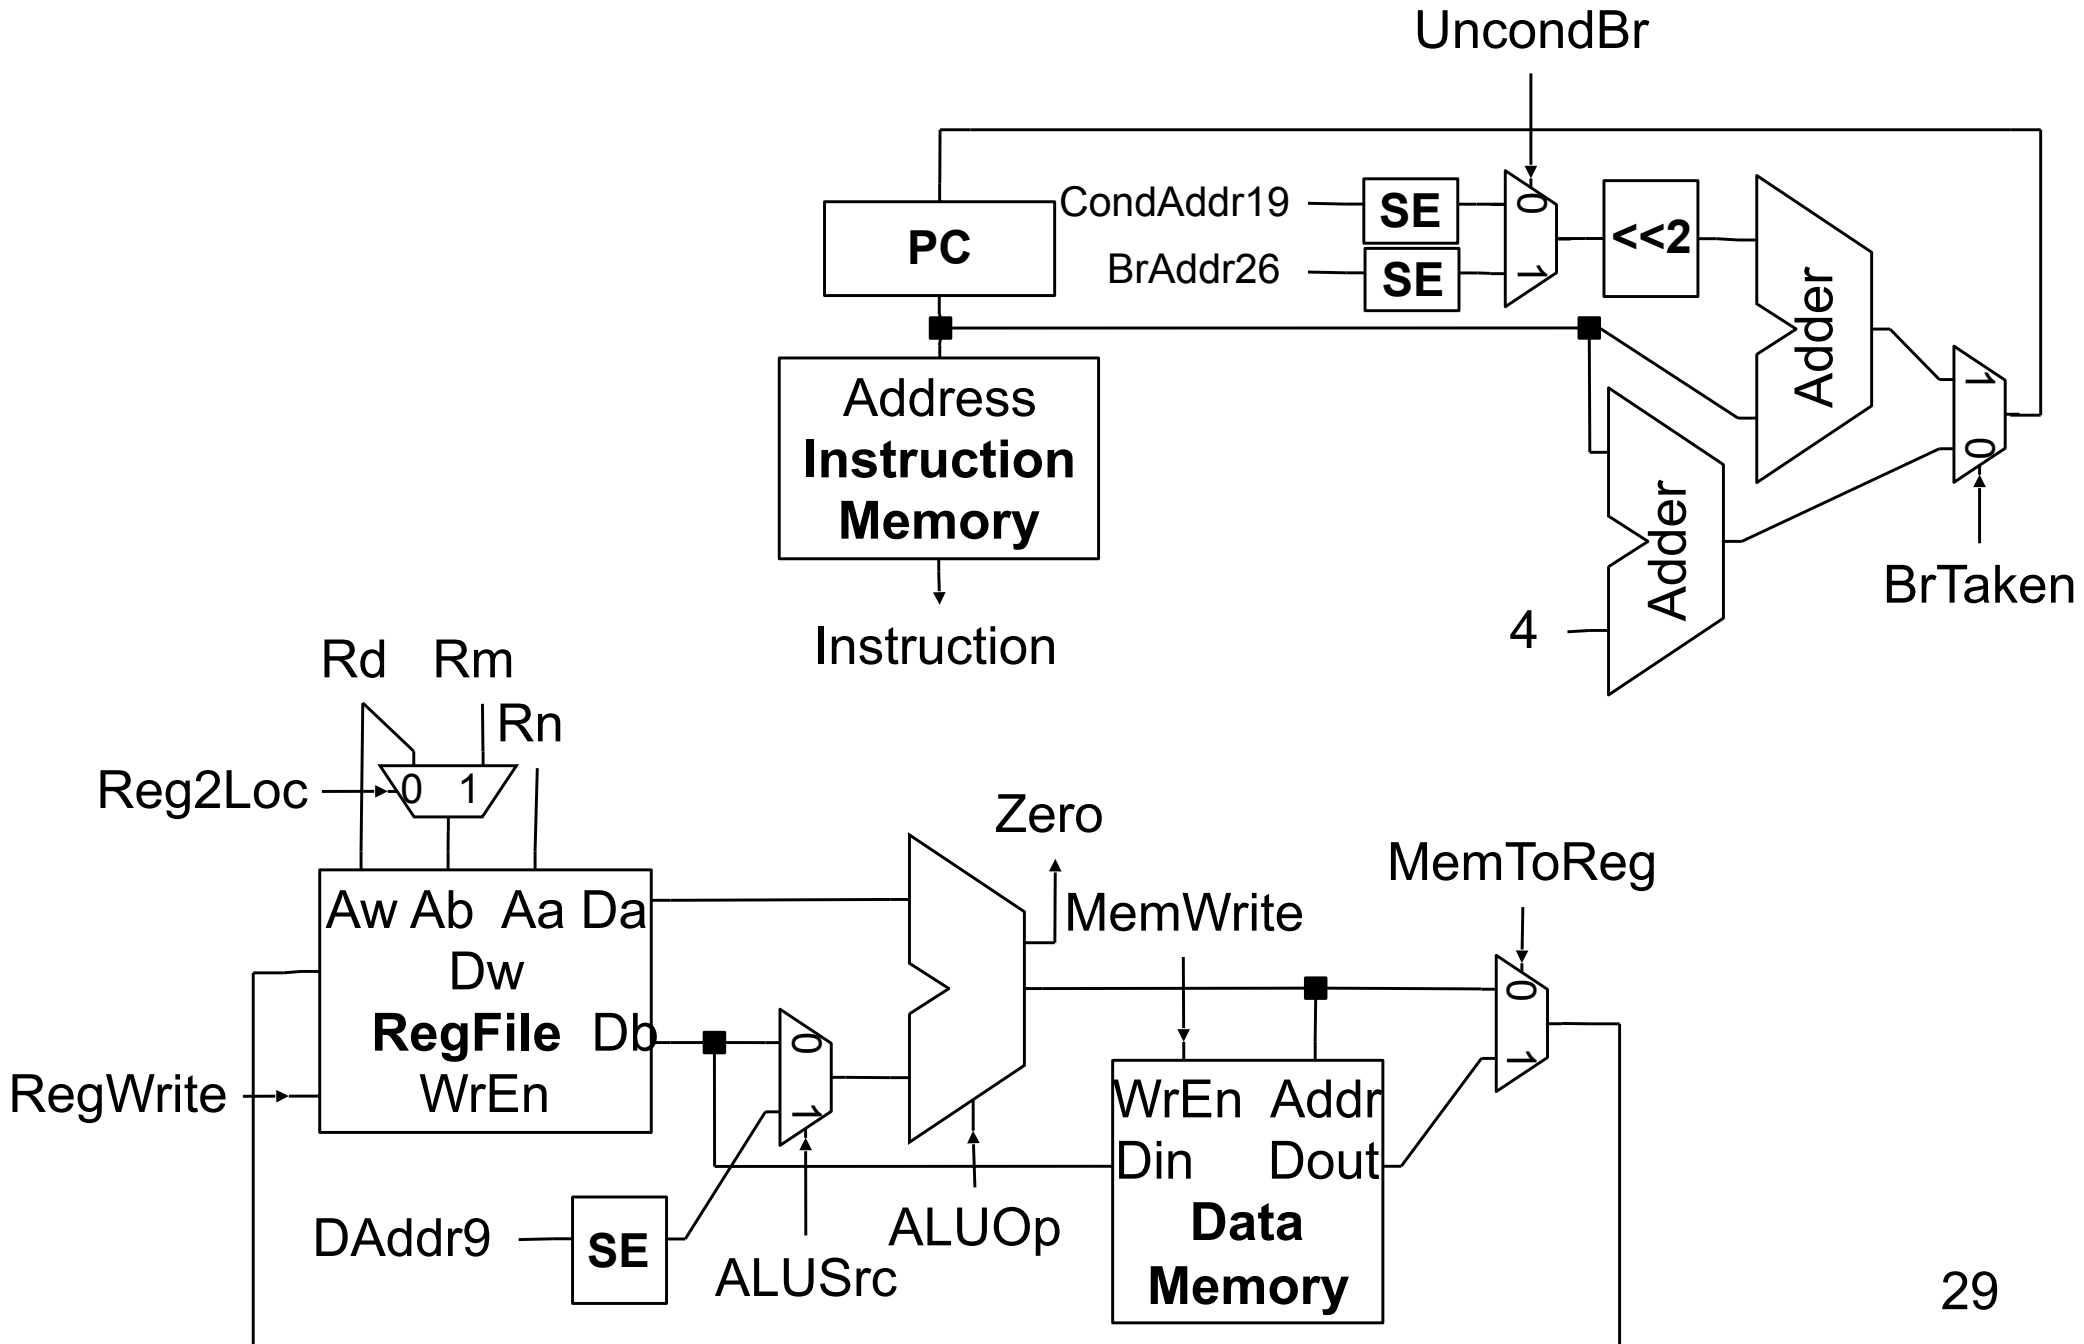 UncondBr
CondAddr19
SE
0
<<2
PC
BrAddr26
SE
1
Adder
1
0
Address
Instruction
Memory
Adder
BrTaken
4
Instruction
Rd
Rm
Rn
Reg2Loc
0
1
Zero
MemToReg
Aw Ab Aa Da
MemWrite
Dw
0
RegFile
Db
0
1
RegWrite
WrEn
1
WrEn Addr
Din Dout
Data
Memory
DAddr9
SE
ALUSrc
ALUOp
29